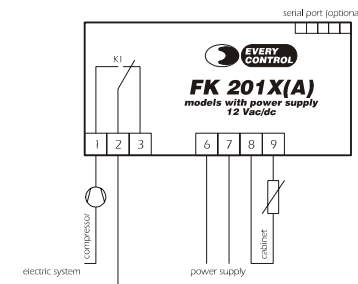 serial port (optiona
EVERY
CONTROL
K1
FK 201X(A)
models with power supply
12 Vac/dc
1 2 3 6 7 8 9
compressor
cabinet
electric system
power supply